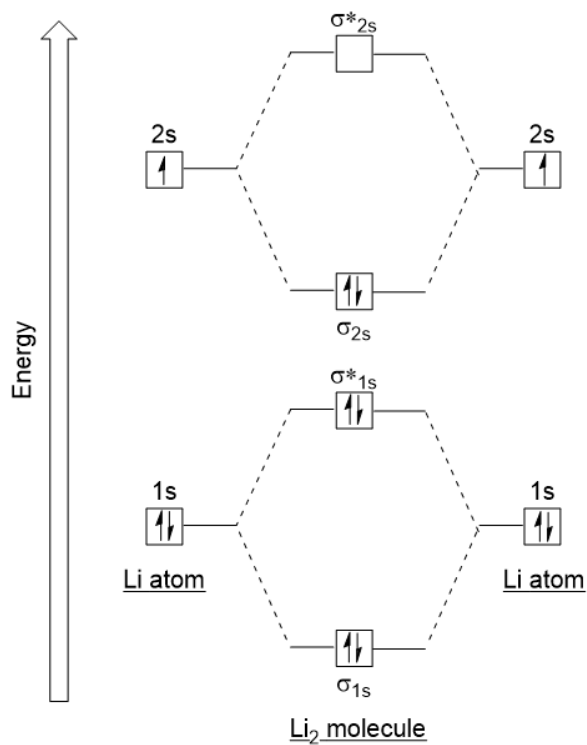 σ*2s
2s 2s
σ2s
Energy
σ*1s
1s 1s
Li atom Li atom
σ1s
Li2 molecule